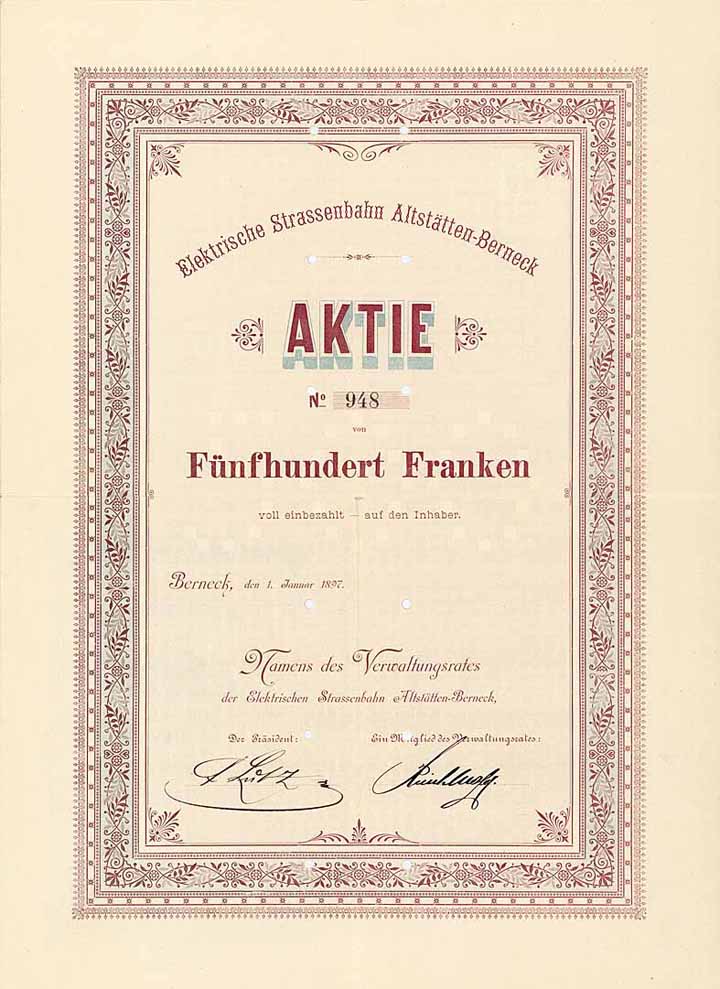 Elektrische Strassenbahn Altstätten-Berneck
AKTIE
Nº 948
von
Fünfhundert Franken
voll einbezahlt – auf den Inhaber.
Berneck, den 1. Januar 1897.
Namens des Verwaltungsrates
der Elektrischen Strassenbahn Altstätten-Berneck,
Der Präsident: Ein Mitglied des Verwaltungsrates:
Lutz